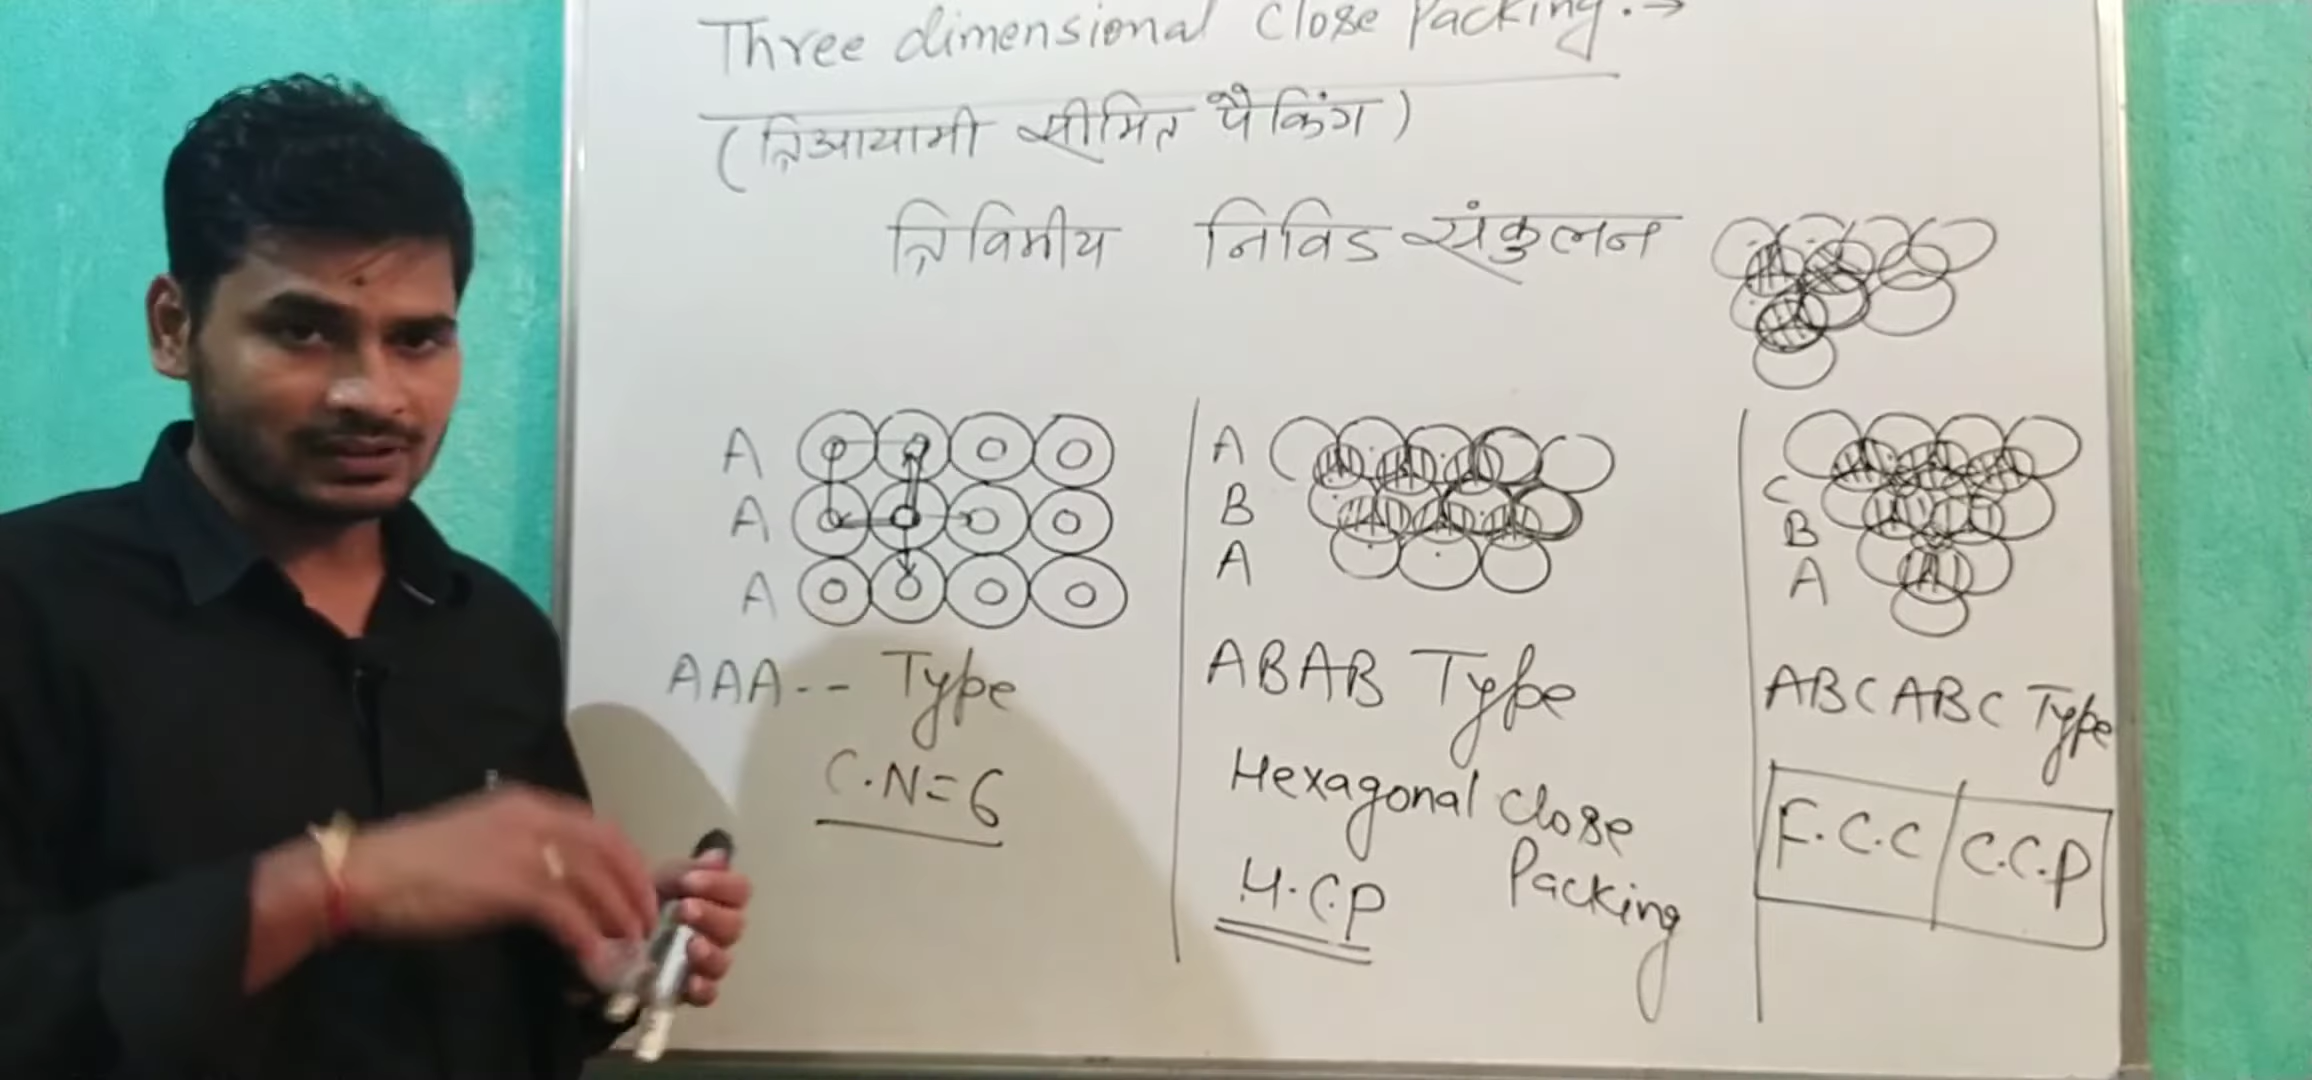 Three dimensional Close Packing. →
(त्रिआयामी सीमित पैकिंग)
त्रिविमीय निविड संकुलन
A
A
A
AAA-- Type
C.N=6
A
B
A
ABAB Type
Hexagonal Close
Packing
H.C.P
C
B
A
ABCABC Type
F.C.C/C.C.P